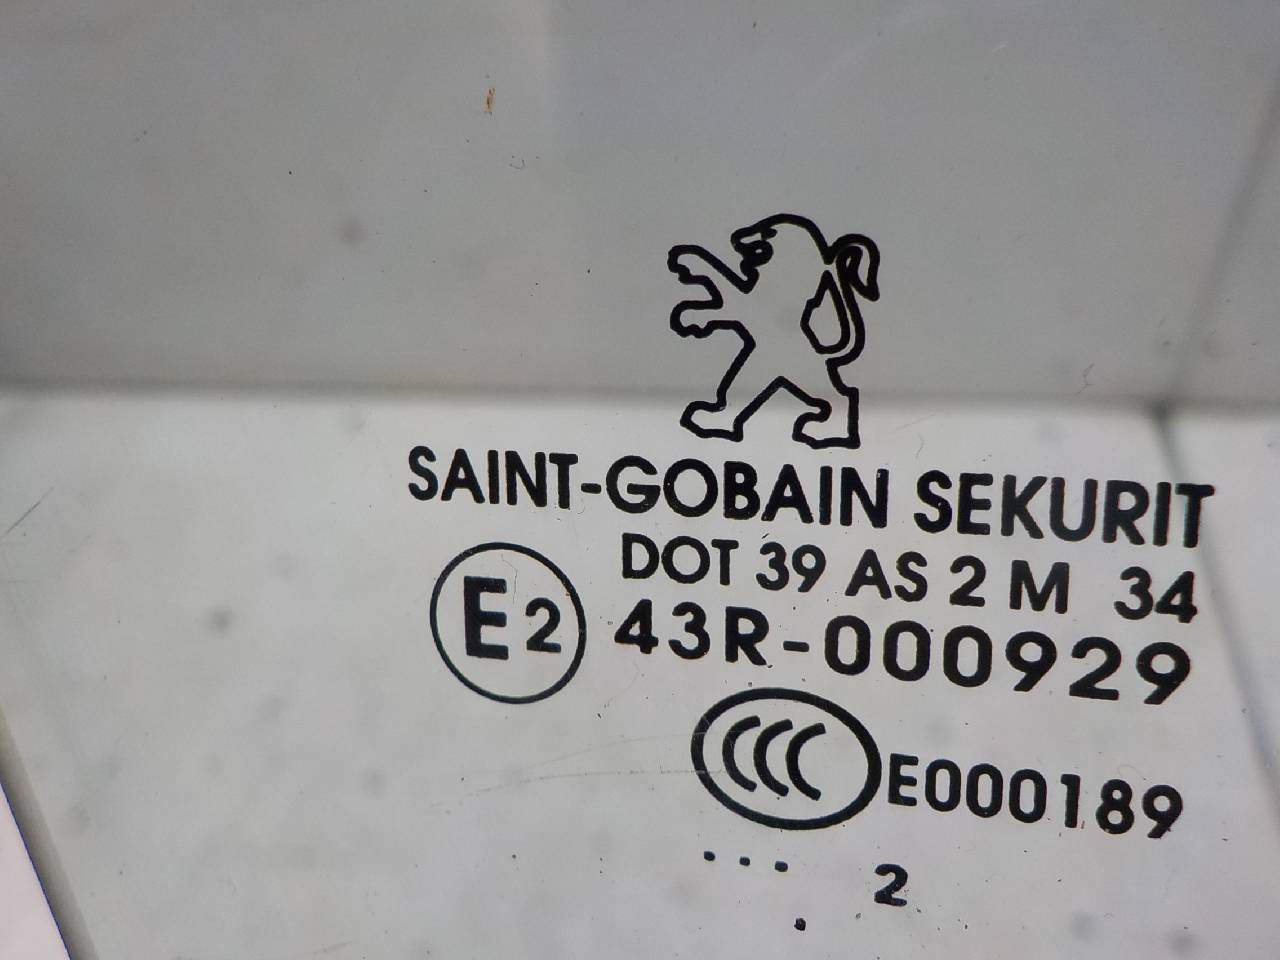 SAINT-GOBAIN SEKURIT
DOT 39 AS 2 M 34
E2 43R-000929
CCC E000189
... 2
.